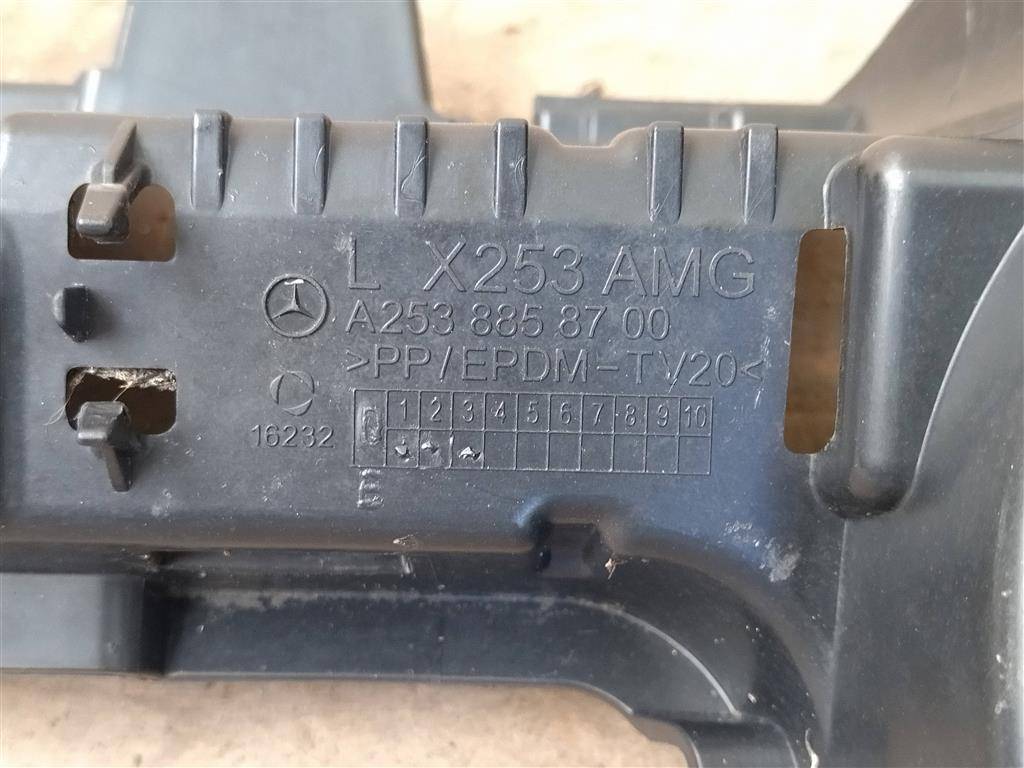 L X253 AMG
A253 885 87 00
>PP/EPDM-TV20<
16232
1 2 3 4 5 6 7 8 9 10